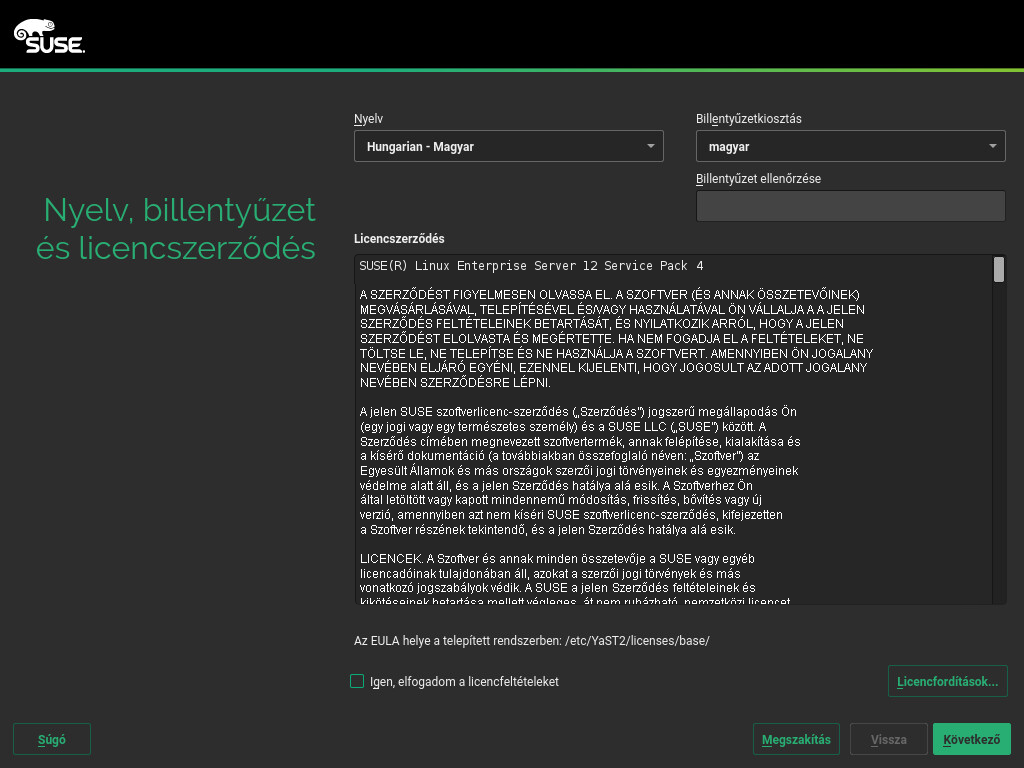 SUSE.
Nyelv
Billentyűzetkiosztás
Hungarian - Magyar
magyar
Billentyűzet ellenőrzése
Nyelv, billentyűzet
és licencszerződés
Licencszerződés
SUSE(R) Linux Enterprise Server 12 Service Pack 4
A SZERZŐDÉST FIGYELMESEN OLVASSA EL. A SZOFTVER (ÉS ANNAK ÖSSZETEVŐINEK)
MEGVÁSÁRLÁSÁVAL, TELEPÍTÉSÉVEL ÉS/VAGY HASZNÁLATÁVAL ÖN VÁLLALJA A A JELEN
SZERZŐDÉS FELTÉTELEINEK BETARTÁSÁT, ÉS NYILATKOZIK ARRÓL, HOGY A JELEN
SZERZŐDÉST ELOLVASTA ÉS MEGÉRTETTE. HA NEM FOGADJA EL A FELTÉTELEKET, NE
TÖLTSE LE, NE TELEPÍTSE ÉS NE HASZNÁLJA A SZOFTVERT. AMENNYIBEN ÖN JOGALANY
NEVÉBEN ELJÁRÓ EGYÉNI, EZENNEL KIJELENTI, HOGY JOGOSULT AZ ADOTT JOGALANY
NEVÉBEN SZERZŐDÉSRE LÉPNI.
A jelen SUSE szoftverlicenc-szerződés („Szerződés") jogszerű megállapodás Ön
(egy jogi vagy egy természetes személy) és a SUSE LLC („SUSE") között. A
Szerződés címében megnevezett szoftvertermék, annak felépítése, kialakítása és
a kísérő dokumentáció (a továbbiakban összefoglaló néven: „Szoftver") az
Egyesült Államok és más országok szerzői jogi törvényeinek és egyezményeinek
védelme alatt áll, és a jelen Szerződés hatálya alá esik. A Szoftverhez Ön
által letöltött vagy kapott mindennemű módosítás, frissítés, bővítés vagy új
verzió, amennyiben azt nem kíséri SUSE szoftverlicenc-szerződés, kifejezetten
a Szoftver részének tekintendő, és a jelen Szerződés hatálya alá esik.
LICENCEK. A Szoftver és annak minden összetevője a SUSE vagy egyéb
licencadóinak tulajdonában áll, azokat a szerzői jogi törvények és más
vonatkozó jogszabályok védik. A SUSE a jelen Szerződés feltételeinek és
kikötéseinek betartása mellett végleges, át nem ruházható, nemzetközi licencet
Az EULA helye a telepített rendszerben: /etc/YaST2/licenses/base/
Igen, elfogadom a licencfeltételeket
Licencfordítások...
Súgó
Megszakítás
Vissza
Következő